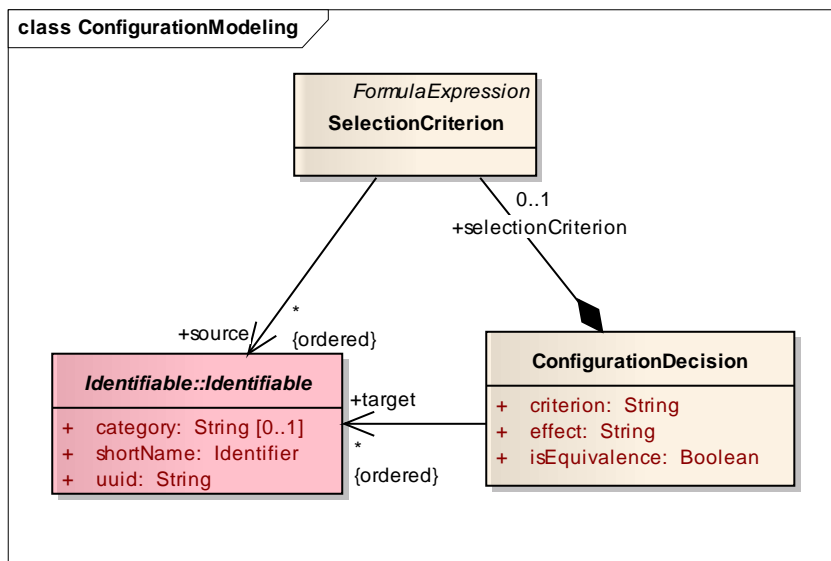 class ConfigurationModeling
FormulaExpression
SelectionCriterion
0..1
+selectionCriterion
+source
*
{ordered}
Identifiable::Identifiable
+ category: String [0..1]
+ shortName: Identifier
+ uuid: String
+target
*
{ordered}
ConfigurationDecision
+ criterion: String
+ effect: String
+ isEquivalence: Boolean